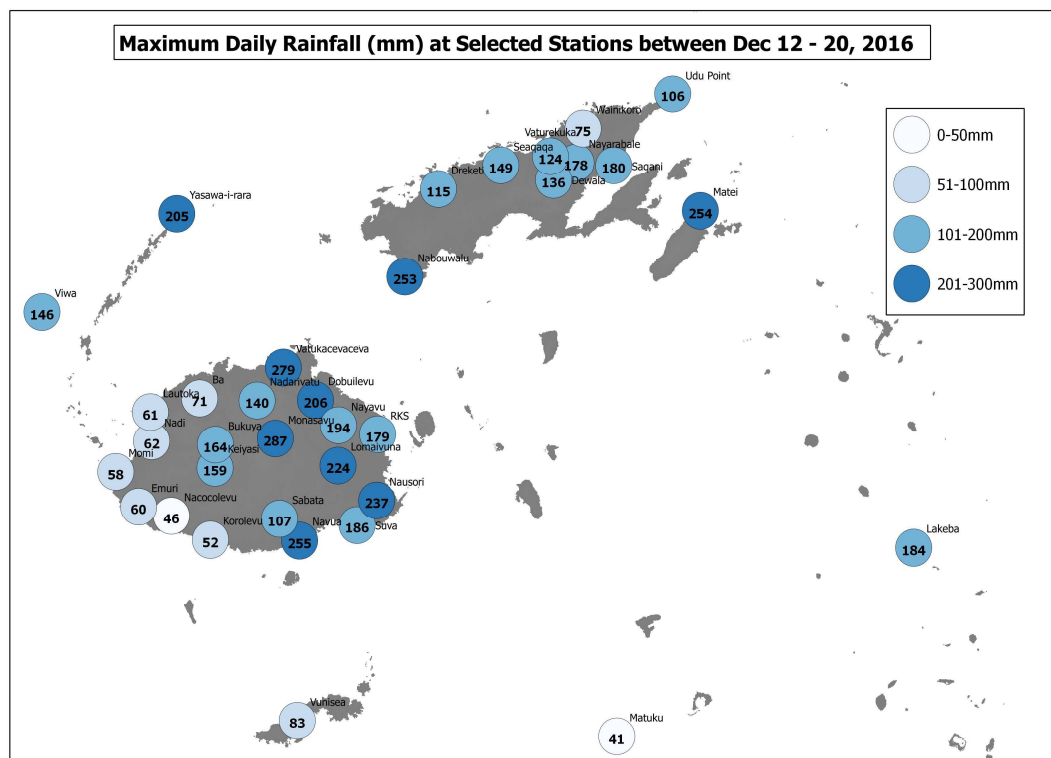 Maximum Daily Rainfall (mm) at Selected Stations between Dec 12 - 20, 2016
Udu Point
106
Wainikoro
75
Vaturekuka
124
Nayarabale
178
Seaqaqa
149
Saqani
180
Dreketi
115
Dewala
136
Yasawa-i-rara
205
Matei
254
Nabouwalu
253
Viwa
146
0-50mm
51-100mm
101-200mm
201-300mm
Vatukacevaceva
279
Ba
71
Nadarivatu
140
Dobuilevu
206
Lautoka
61
Nayavu
194
RKS
179
Nadi
62
Bukuya
164
Monasavu
287
Keiyasi
159
Lomaivuna
224
Momi
58
Nausori
237
Emuri
60
Nacocolevu
46
Sabata
107
Korolevu
52
Navua
255
Suva
186
Lakeba
184
Vunisea
83
Matuku
41